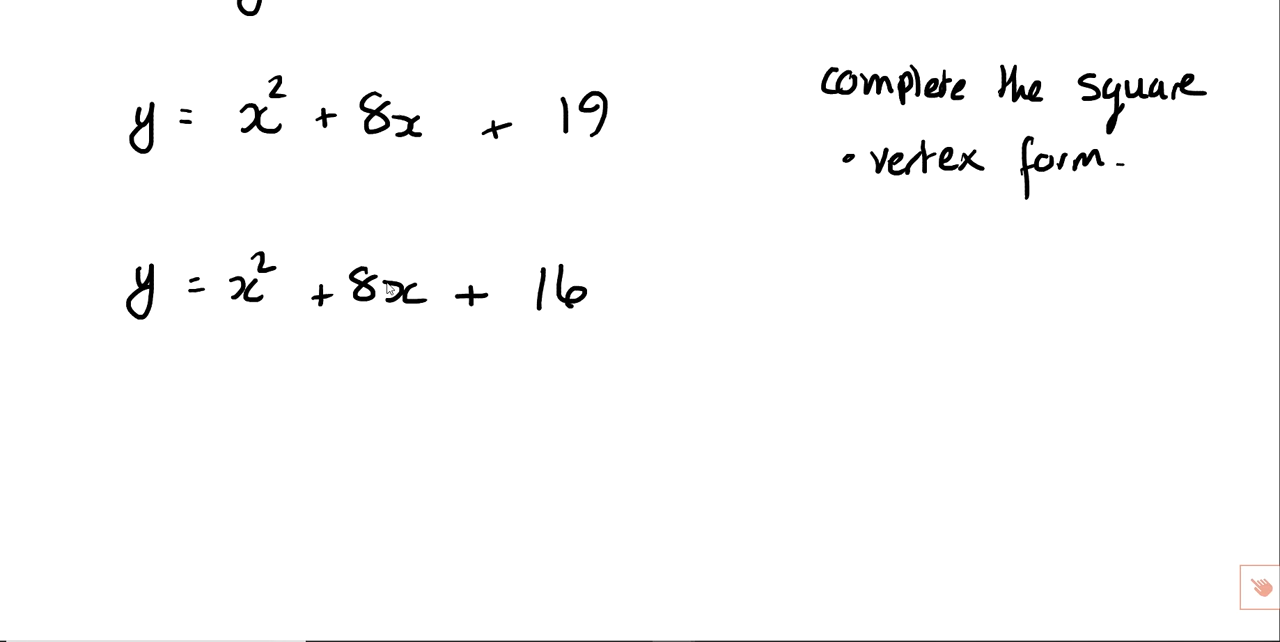 y = x² + 8x + 19
complete the square
• vertex form.
y = x² + 8x + 16